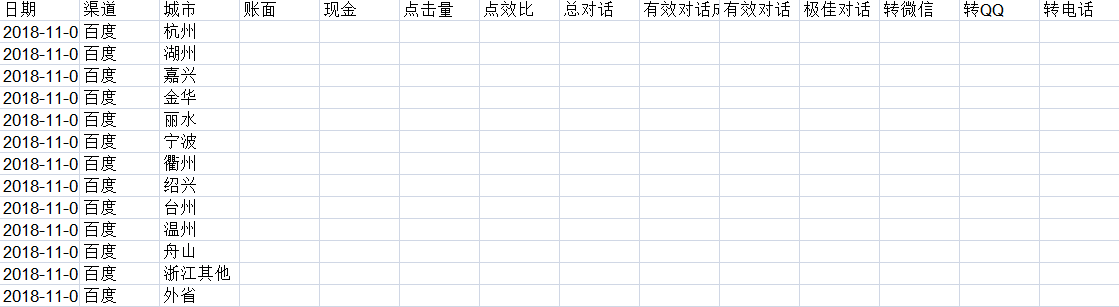 日期 渠道 城市 账面 现金 点击量 点效比 总对话 有效对话成 有效对话 极佳对话 转微信 转QQ 转电话
2018-11-0 百度 杭州
2018-11-0 百度 湖州
2018-11-0 百度 嘉兴
2018-11-0 百度 金华
2018-11-0 百度 丽水
2018-11-0 百度 宁波
2018-11-0 百度 衢州
2018-11-0 百度 绍兴
2018-11-0 百度 台州
2018-11-0 百度 温州
2018-11-0 百度 舟山
2018-11-0 百度 浙江其他
2018-11-0 百度 外省